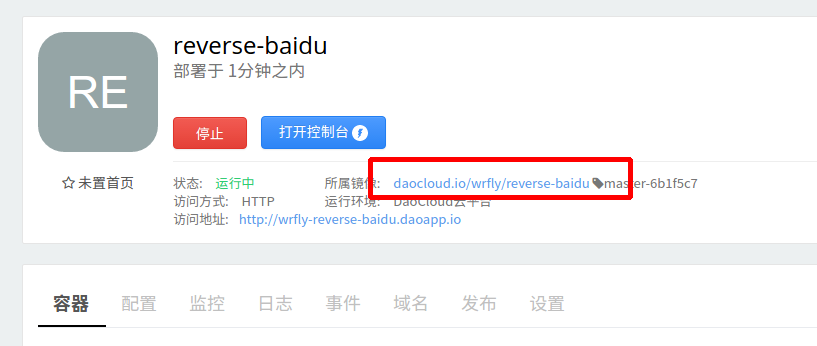 RE
reverse-baidu
部署于 1分钟之内
停止
打开控制台
未置首页
状态: 运行中 所属镜像: daocloud.io/wrfly/reverse-baidu master-6b1f5c7
访问方式: HTTP 运行环境: DaoCloud云平台
访问地址: http://wrfly-reverse-baidu.daoapp.io
容器 配置 监控 日志 事件 域名 发布 设置